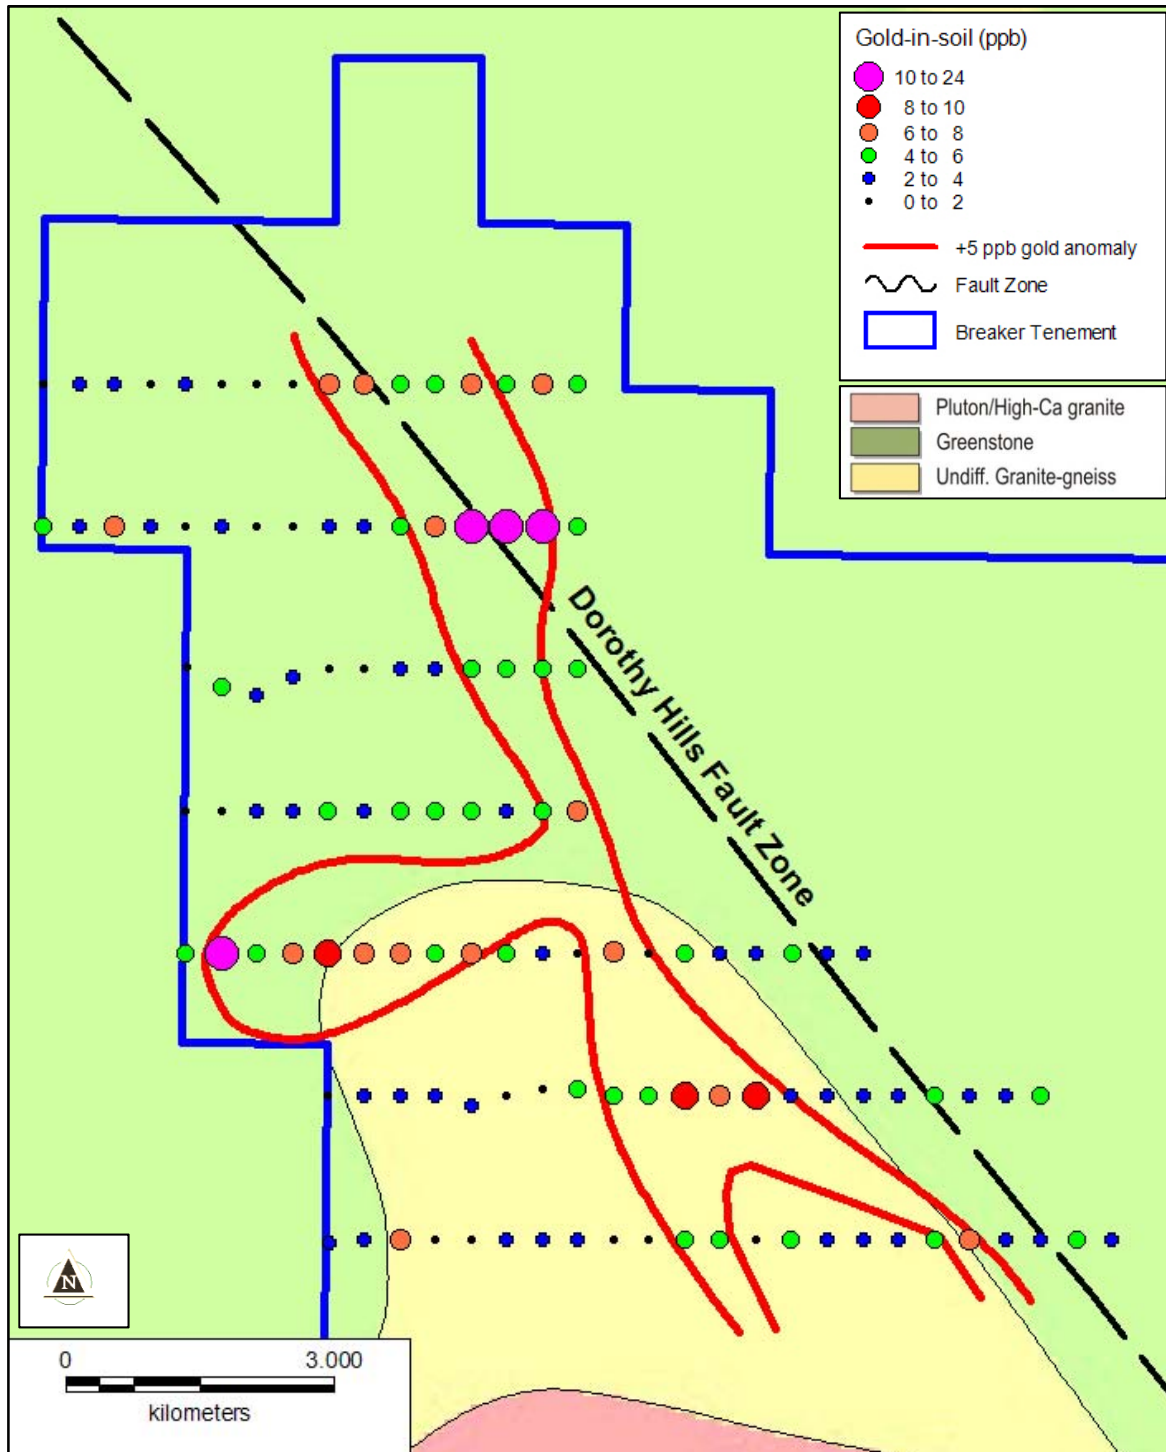 Gold-in-soil (ppb)
10 to 24
8 to 10
6 to 8
4 to 6
2 to 4
0 to 2
+5 ppb gold anomaly
Fault Zone
Breaker Tenement
Pluton/High-Ca granite
Greenstone
Undiff. Granite-gneiss
Dorothy Hills Fault Zone
N
0 3.000
kilometers